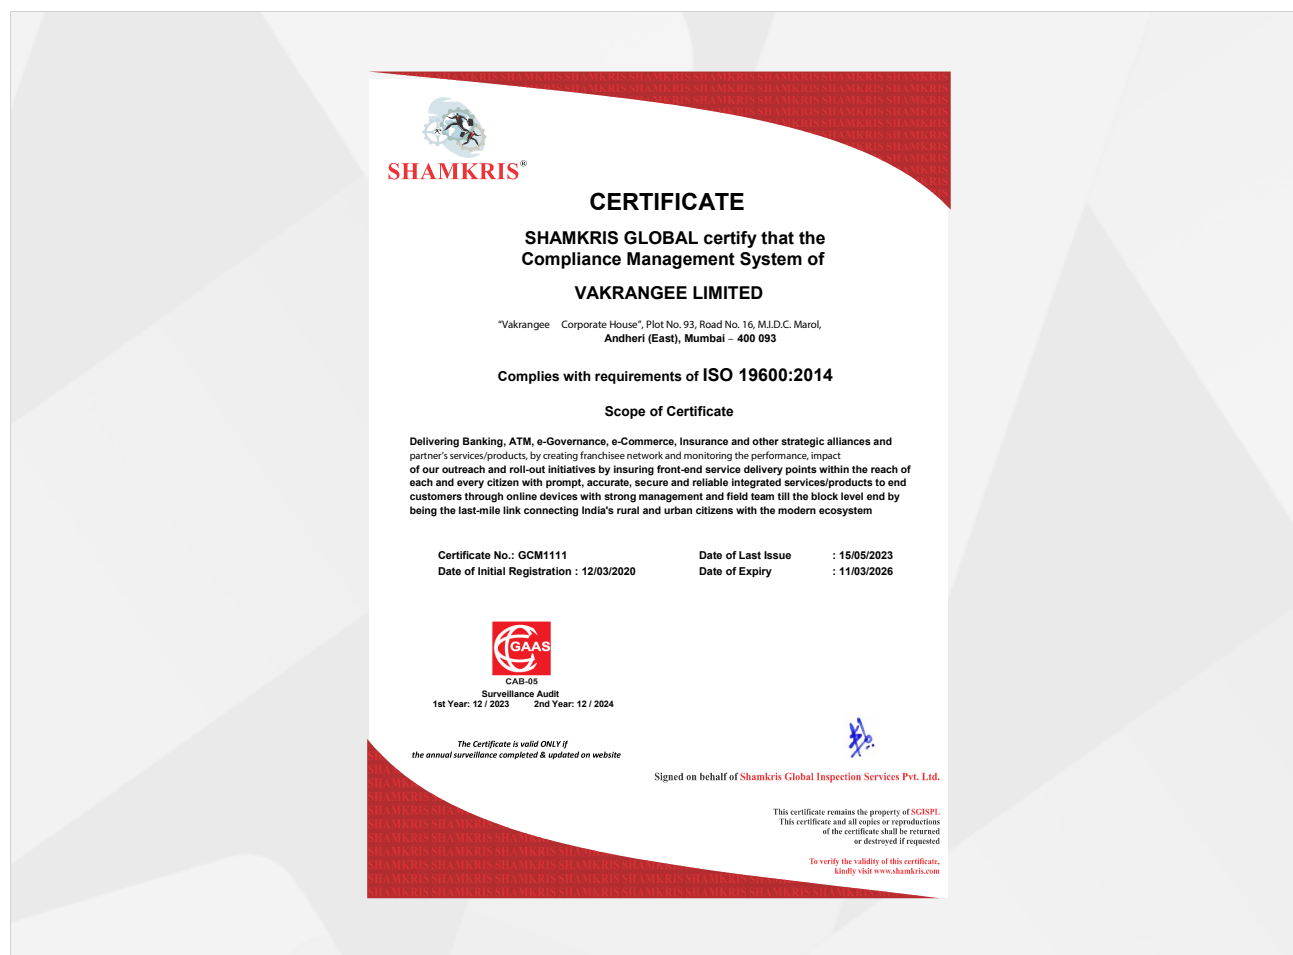 SHAMKRIS®
CERTIFICATE
SHAMKRIS GLOBAL certify that the
Compliance Management System of
VAKRANGEE LIMITED
“Vakrangee Corporate House”, Plot No. 93, Road No. 16, M.I.D.C. Marol,
Andheri (East), Mumbai – 400 093
Complies with requirements of ISO 19600:2014
Scope of Certificate
Delivering Banking, ATM, e-Governance, e-Commerce, Insurance and other strategic alliances and
partner's services/products, by creating franchisee network and monitoring the performance, impact
of our outreach and roll-out initiatives by insuring front-end service delivery points within the reach of
each and every citizen with prompt, accurate, secure and reliable integrated services/products to end
customers through online devices with strong management and field team till the block level end by
being the last-mile link connecting India's rural and urban citizens with the modern ecosystem
Certificate No.: GCM1111 Date of Last Issue : 15/05/2023
Date of Initial Registration : 12/03/2020 Date of Expiry : 11/03/2026
GAAS
CAB-05
Surveillance Audit
1st Year: 12 / 2023 2nd Year: 12 / 2024
The Certificate is valid ONLY if
the annual surveillance completed & updated on website
Signed on behalf of Shamkris Global Inspection Services Pvt. Ltd.
This certificate remains the property of SGISPL
This certificate and all copies or reproductions
of the certificate shall be returned
or destroyed if requested
To verify the validity of this certificate,
kindly visit www.shamkris.com